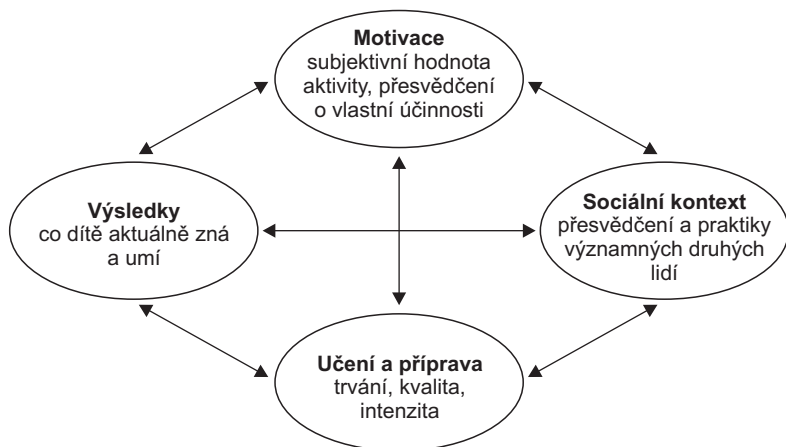 Motivace
subjektivní hodnota
aktivity, přesvědčení
o vlastní účinnosti
Výsledky
co dítě aktuálně zná
a umí
Sociální kontext
přesvědčení a praktiky
významných druhých
lidí
Učení a příprava
trvání, kvalita,
intenzita